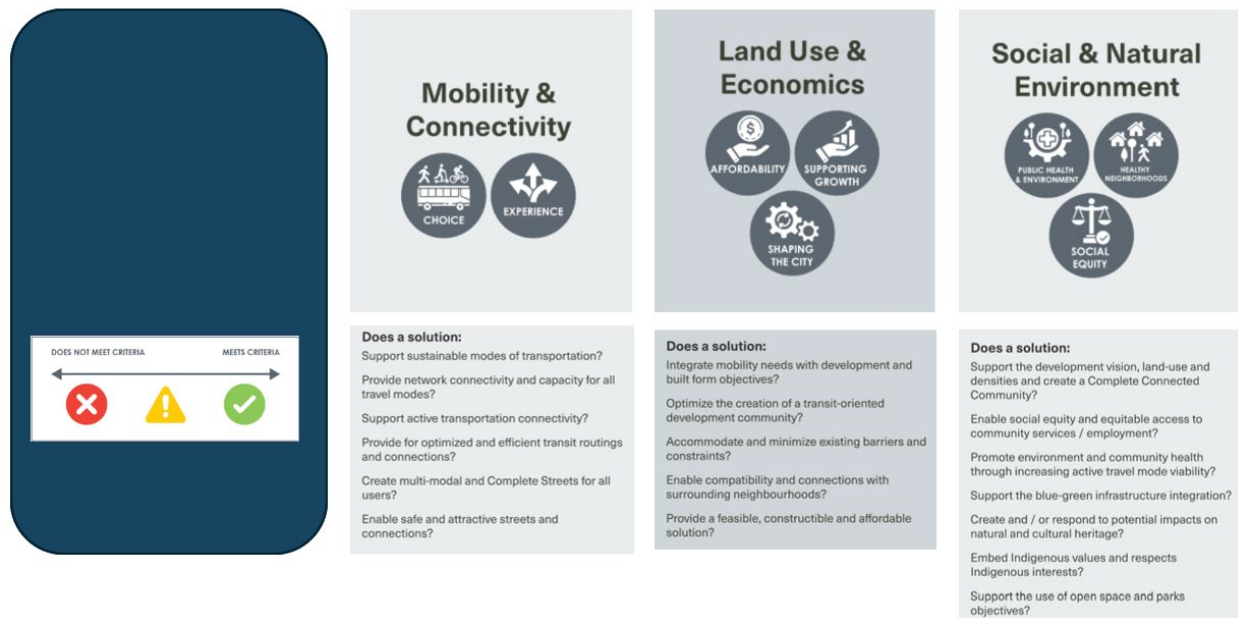 DOES NOT MEET CRITERIA
MEETS CRITERIA
Mobility &
Connectivity
CHOICE
EXPERIENCE
Does a solution:
Support sustainable modes of transportation?
Provide network connectivity and capacity for all
travel modes?
Support active transportation connectivity?
Provide for optimized and efficient transit routings
and connections?
Create multi-modal and Complete Streets for all
users?
Enable safe and attractive streets and
connections?
Land Use &
Economics
$
AFFORDABILITY
SUPPORTING
GROWTH
SHAPING
THE CITY
Does a solution:
Integrate mobility needs with development and
built form objectives?
Optimize the creation of a transit-oriented
development community?
Accommodate and minimize existing barriers and
constraints?
Enable compatibility and connections with
surrounding neighbourhoods?
Provide a feasible, constructible and affordable
solution?
Social & Natural
Environment
PUBLIC HEALTH
& ENVIRONMENT
HEALTHY
NEIGHBORHOODS
SOCIAL
EQUITY
Does a solution:
Support the development vision, land-use and
densities and create a Complete Connected
Community?
Enable social equity and equitable access to
community services / employment?
Promote environment and community health
through increasing active travel mode viability?
Support the blue-green infrastructure integration?
Create and / or respond to potential impacts on
natural and cultural heritage?
Embed Indigenous values and respects
Indigenous interests?
Support the use of open space and parks
objectives?